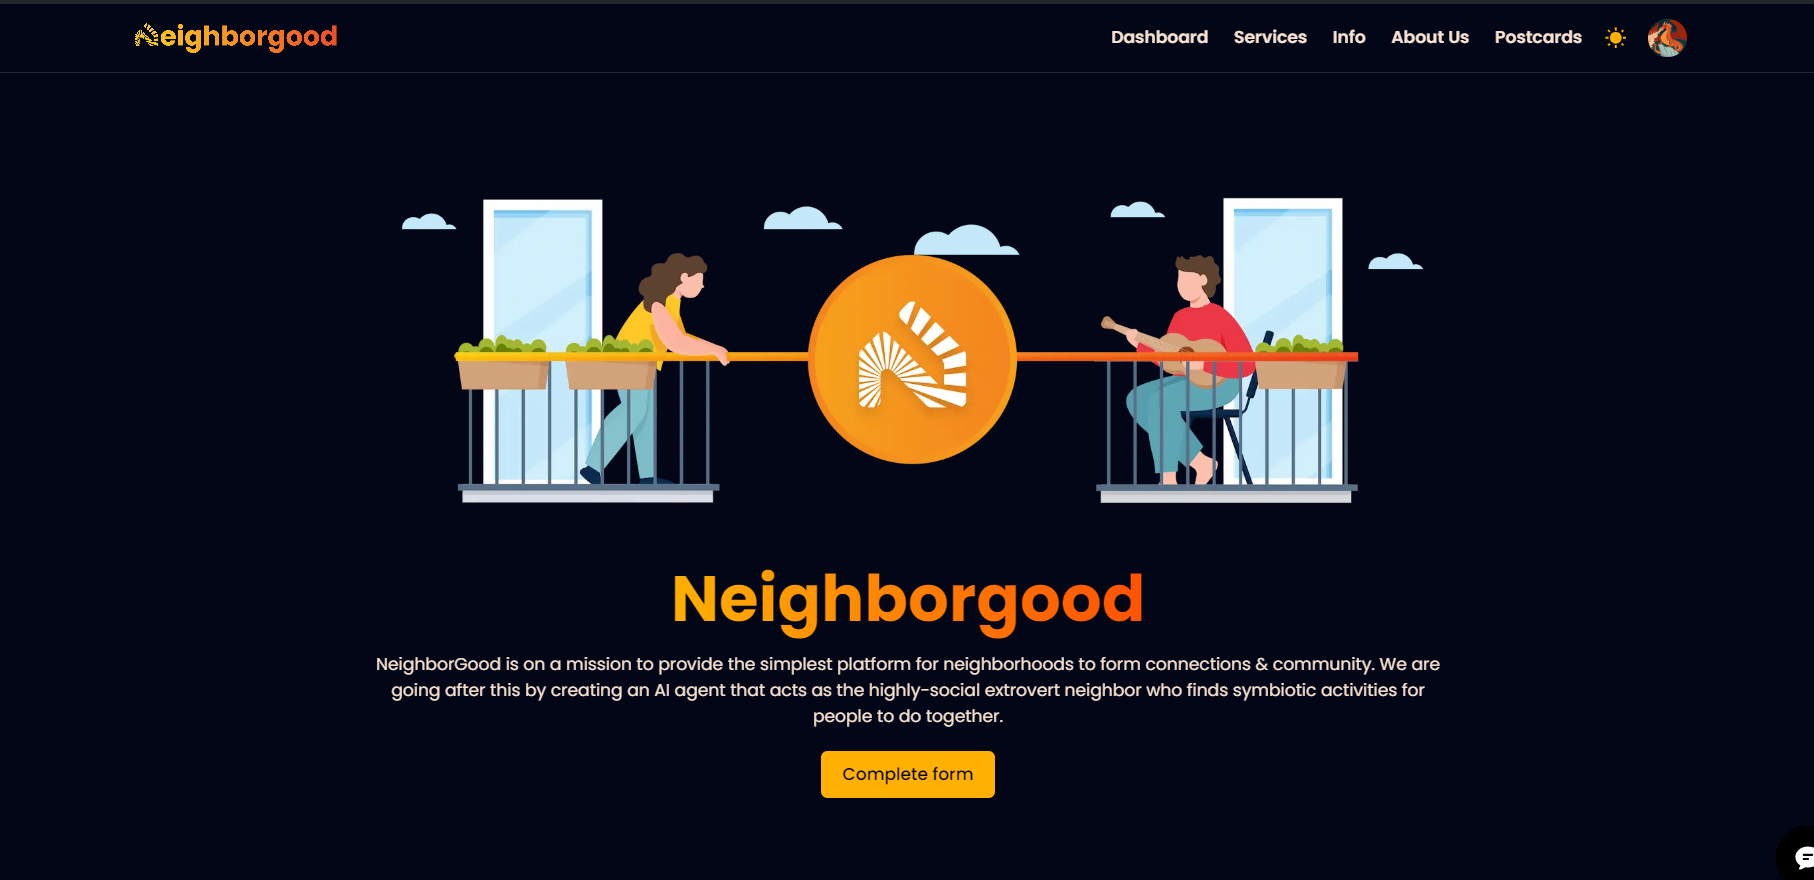 Neighborgood
Dashboard Services Info About Us Postcards
Neighborgood
NeighborGood is on a mission to provide the simplest platform for neighborhoods to form connections & community. We are
going after this by creating an AI agent that acts as the highly-social extrovert neighbor who finds symbiotic activities for
people to do together.
Complete form